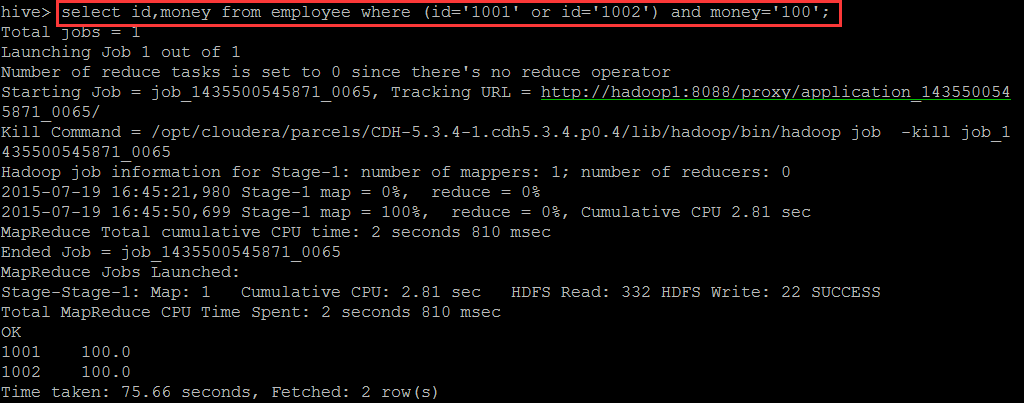 hive> select id,money from employee where (id='1001' or id='1002') and money='100';
Total jobs = 1
Launching Job 1 out of 1
Number of reduce tasks is set to 0 since there's no reduce operator
Starting Job = job_1435500545871_0065, Tracking URL = http://hadoop1:8088/proxy/application_143550054
5871_0065/
Kill Command = /opt/cloudera/parcels/CDH-5.3.4-1.cdh5.3.4.p0.4/lib/hadoop/bin/hadoop job  -kill job_1
435500545871_0065
Hadoop job information for Stage-1: number of mappers: 1; number of reducers: 0
2015-07-19 16:45:21,980 Stage-1 map = 0%,  reduce = 0%
2015-07-19 16:45:50,699 Stage-1 map = 100%,  reduce = 0%, Cumulative CPU 2.81 sec
MapReduce Total cumulative CPU time: 2 seconds 810 msec
Ended Job = job_1435500545871_0065
MapReduce Jobs Launched:
Stage-Stage-1: Map: 1   Cumulative CPU: 2.81 sec   HDFS Read: 332 HDFS Write: 22 SUCCESS
Total MapReduce CPU Time Spent: 2 seconds 810 msec
OK
1001    100.0
1002    100.0
Time taken: 75.66 seconds, Fetched: 2 row(s)